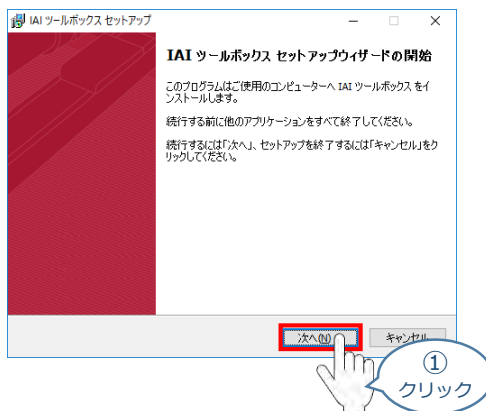 IAI ツールボックス セットアップ
IAI ツールボックス セットアップウィザードの開始
このプログラムはご使用のコンピューターへ IAI ツールボックス をイ
ンストールします。
続行する前に他のアプリケーションをすべて終了してください。
続行するには「次へ」、セットアップを終了するには「キャンセル」をク
リックしてください。
次へ(N)
キャンセル
①
クリック